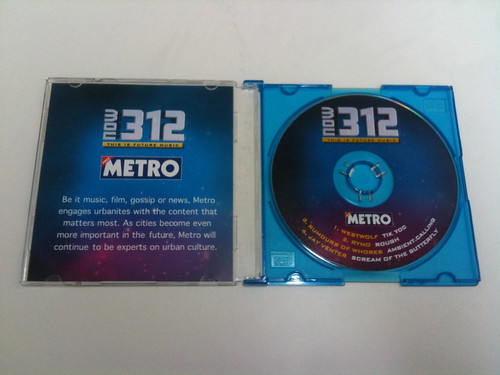 NOW 312
THIS IS FUTURE MUSIC
METRO
Be it music, film, gossip or news, Metro
engages urbanites with the content that
matters most. As cities become even
more important in the future, Metro will
continue to be experts on urban culture.
NOW 312
THIS IS FUTURE MUSIC
METRO
1. WESTWOLF TIK TOC
2. RYNO ROUGH
3. RUMOURS OF WHORES AMBIENT.CALLING
4. JAY VENTER SCREAM OF THE BUTTERFLY